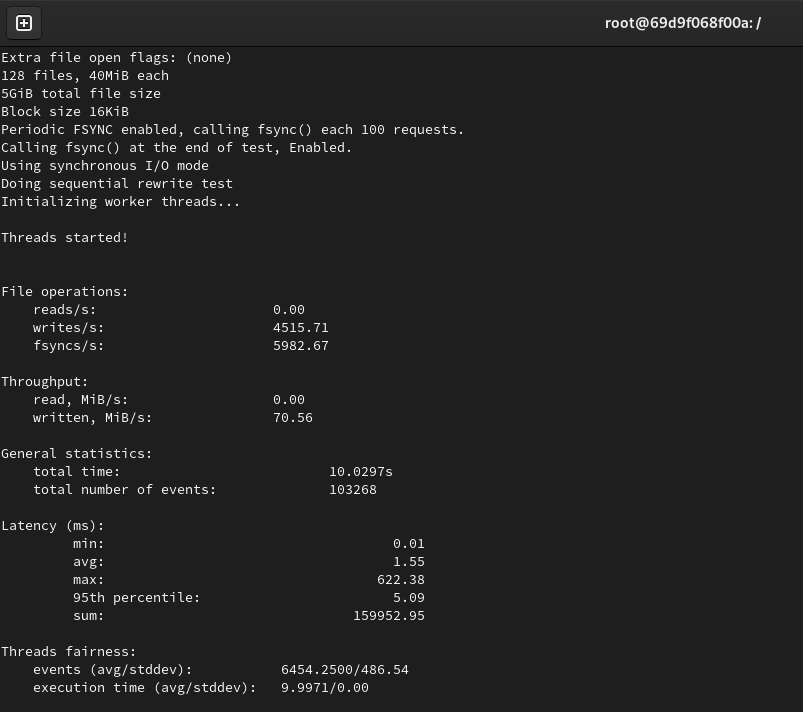 root@69d9f068f00a: /
Extra file open flags: (none)
128 files, 40MiB each
5GiB total file size
Block size 16KiB
Periodic FSYNC enabled, calling fsync() each 100 requests.
Calling fsync() at the end of test, Enabled.
Using synchronous I/O mode
Doing sequential rewrite test
Initializing worker threads...
Threads started!
File operations:
reads/s: 0.00
writes/s: 4515.71
fsyncs/s: 5982.67
Throughput:
read, MiB/s: 0.00
written, MiB/s: 70.56
General statistics:
total time: 10.0297s
total number of events: 103268
Latency (ms):
min: 0.01
avg: 1.55
max: 622.38
95th percentile: 5.09
sum: 159952.95
Threads fairness:
events (avg/stddev): 6454.2500/486.54
execution time (avg/stddev): 9.9971/0.00